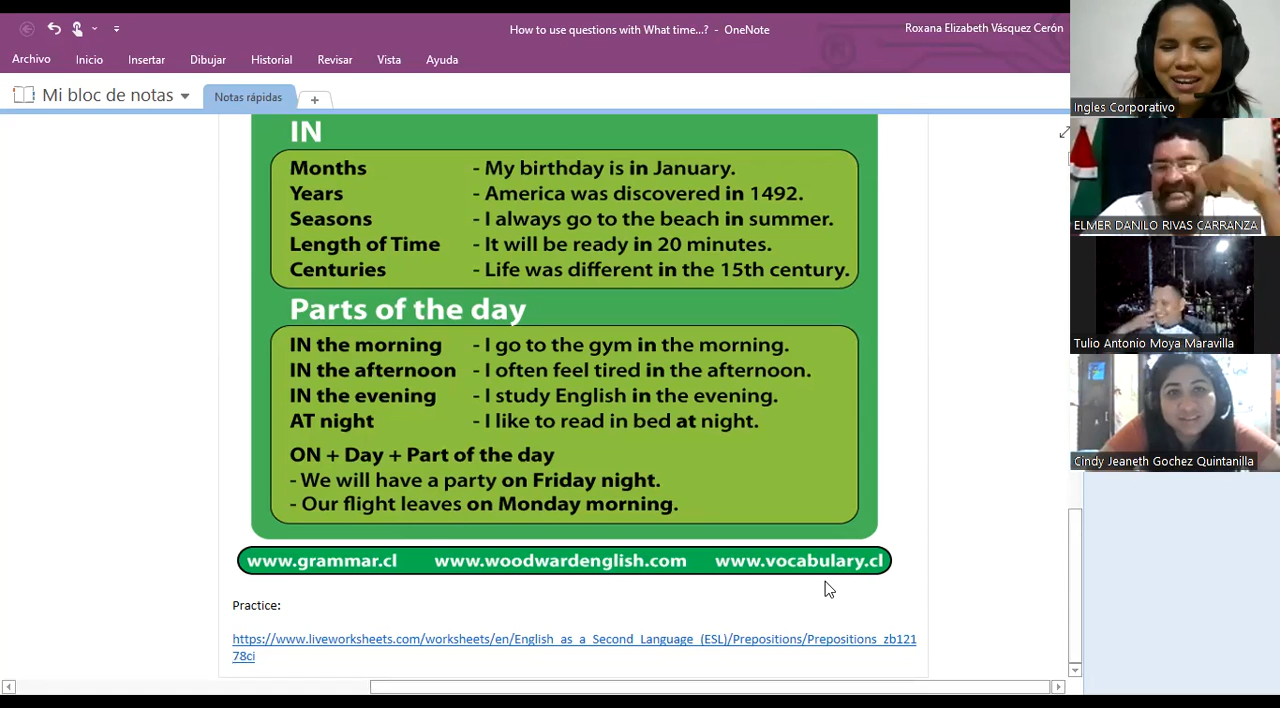 How to use questions with What time...? - OneNote
Roxana Elizabeth Vásquez Cerón
Archivo Inicio Insertar Dibujar Historial Revisar Vista Ayuda
Mi bloc de notas Notas rápidas
IN
Months - My birthday is in January.
Years - America was discovered in 1492.
Seasons - I always go to the beach in summer.
Length of Time - It will be ready in 20 minutes.
Centuries - Life was different in the 15th century.
Parts of the day
IN the morning - I go to the gym in the morning.
IN the afternoon - I often feel tired in the afternoon.
IN the evening - I study English in the evening.
AT night - I like to read in bed at night.
ON + Day + Part of the day
- We will have a party on Friday night.
- Our flight leaves on Monday morning.
www.grammar.cl www.woodwardenglish.com www.vocabulary.cl
Practice:
https://www.liveworksheets.com/worksheets/en/English_as_a_Second_Language_(ESL)/Prepositions/Prepositions_zb121
78ci
Ingles Corporativo
ELMER DANILO RIVAS CARRANZA
Tulio Antonio Moya Maravilla
Cindy Jeaneth Gochez Quintanilla